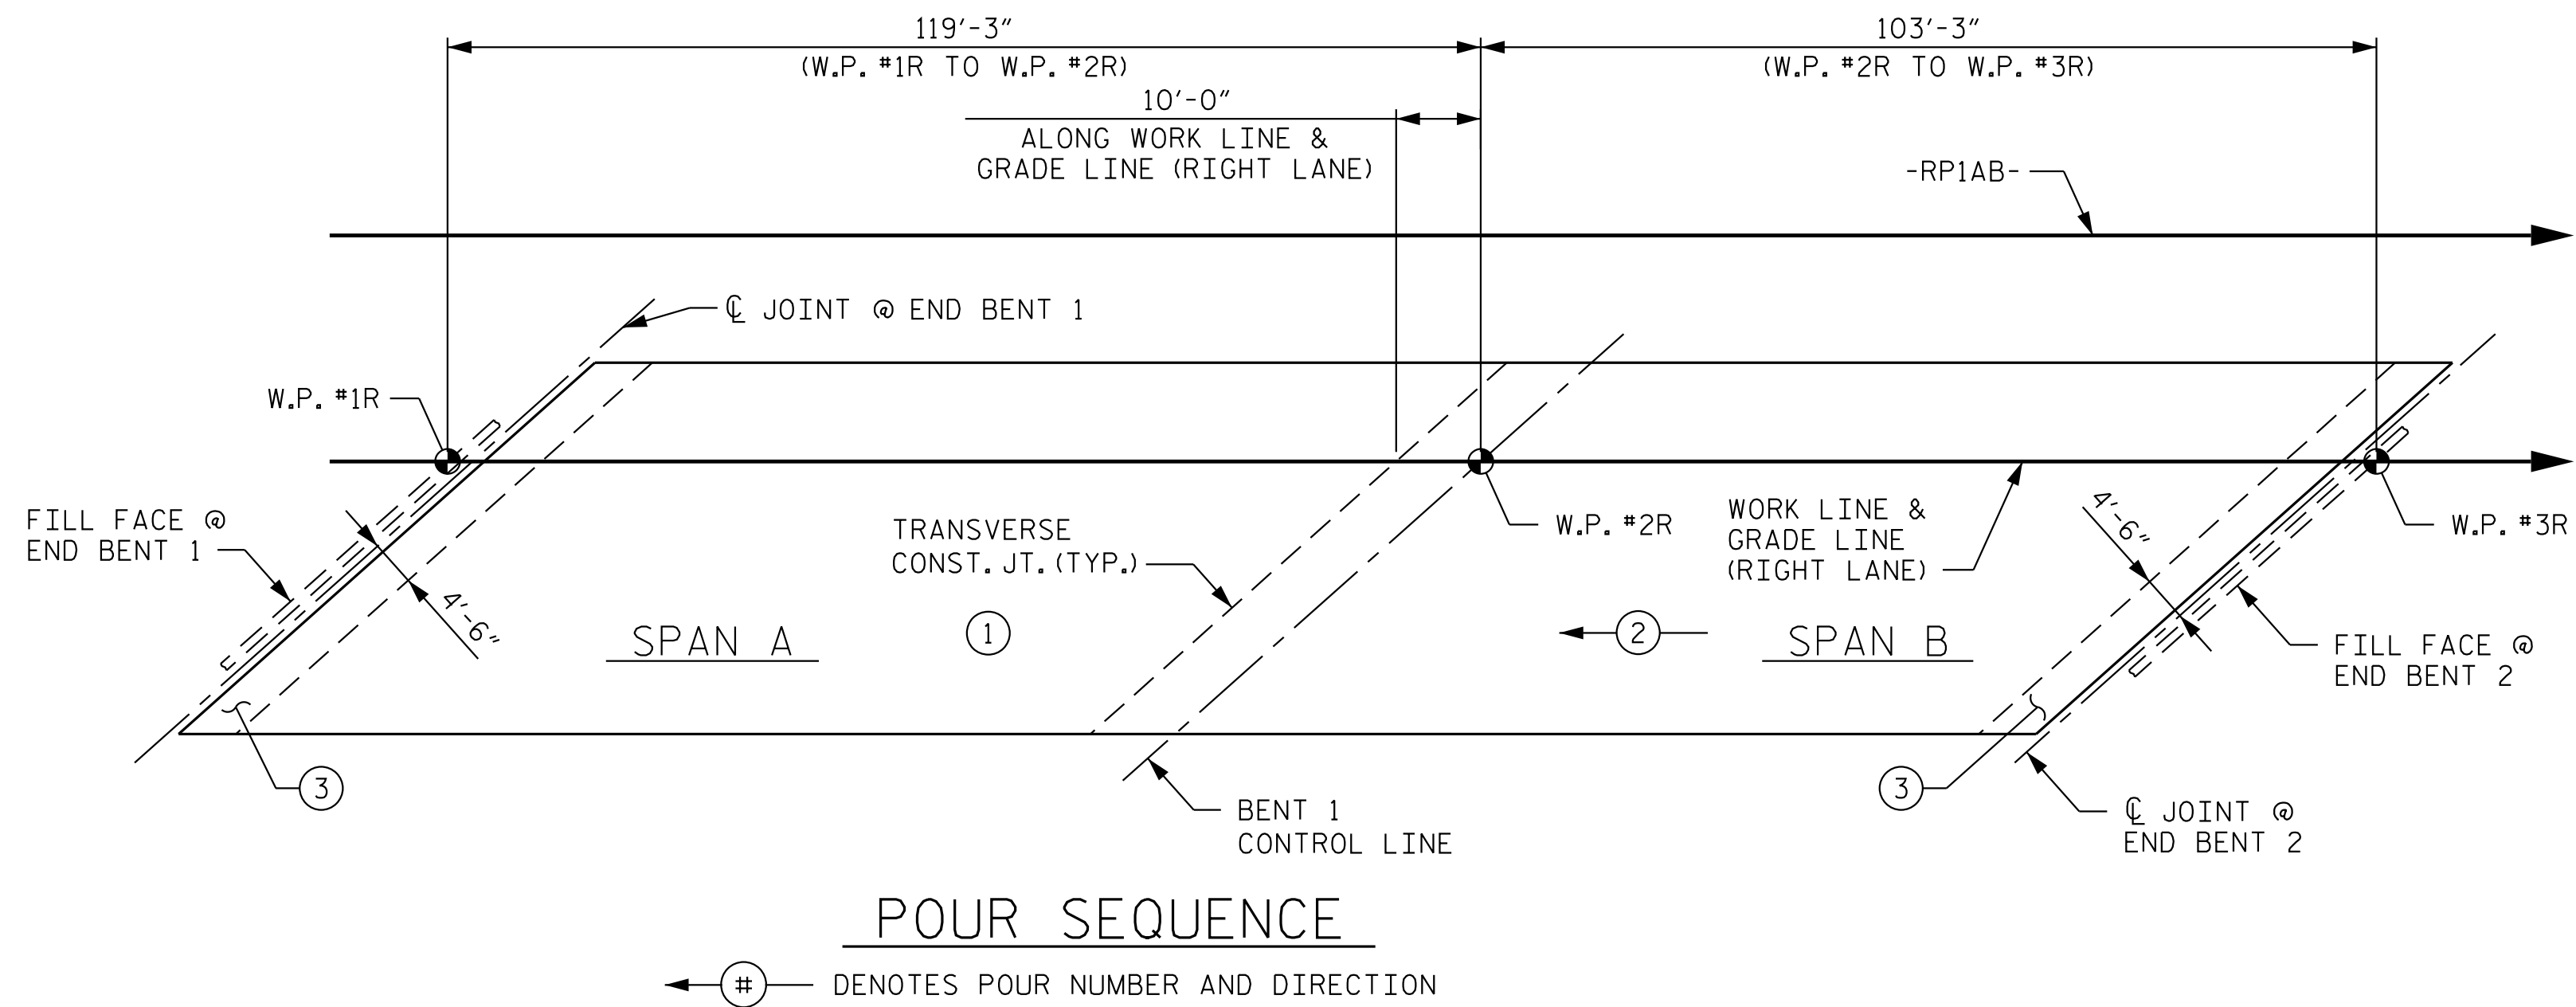 119'-3"
(W.P. #1R TO W.P. #2R)
103'-3"
(W.P. #2R TO W.P. #3R)
10'-0"
ALONG WORK LINE &
GRADE LINE (RIGHT LANE)
-RP1AB-
℄ JOINT @ END BENT 1
W.P. #1R
FILL FACE @
END BENT 1
4'-6"
TRANSVERSE
CONST. JT. (TYP.)
W.P. #2R
WORK LINE &
GRADE LINE
(RIGHT LANE)
4'-6"
W.P. #3R
SPAN A
1
2
SPAN B
FILL FACE @
END BENT 2
3
3
BENT 1
CONTROL LINE
℄ JOINT @
END BENT 2
POUR SEQUENCE
# DENOTES POUR NUMBER AND DIRECTION